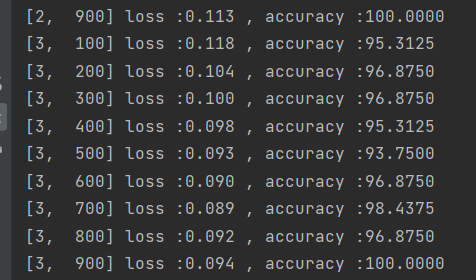 [2,  900] loss :0.113 , accuracy :100.0000
[3,  100] loss :0.118 , accuracy :95.3125
[3,  200] loss :0.104 , accuracy :96.8750
[3,  300] loss :0.100 , accuracy :96.8750
[3,  400] loss :0.098 , accuracy :95.3125
[3,  500] loss :0.093 , accuracy :93.7500
[3,  600] loss :0.090 , accuracy :96.8750
[3,  700] loss :0.089 , accuracy :98.4375
[3,  800] loss :0.092 , accuracy :96.8750
[3,  900] loss :0.094 , accuracy :100.0000